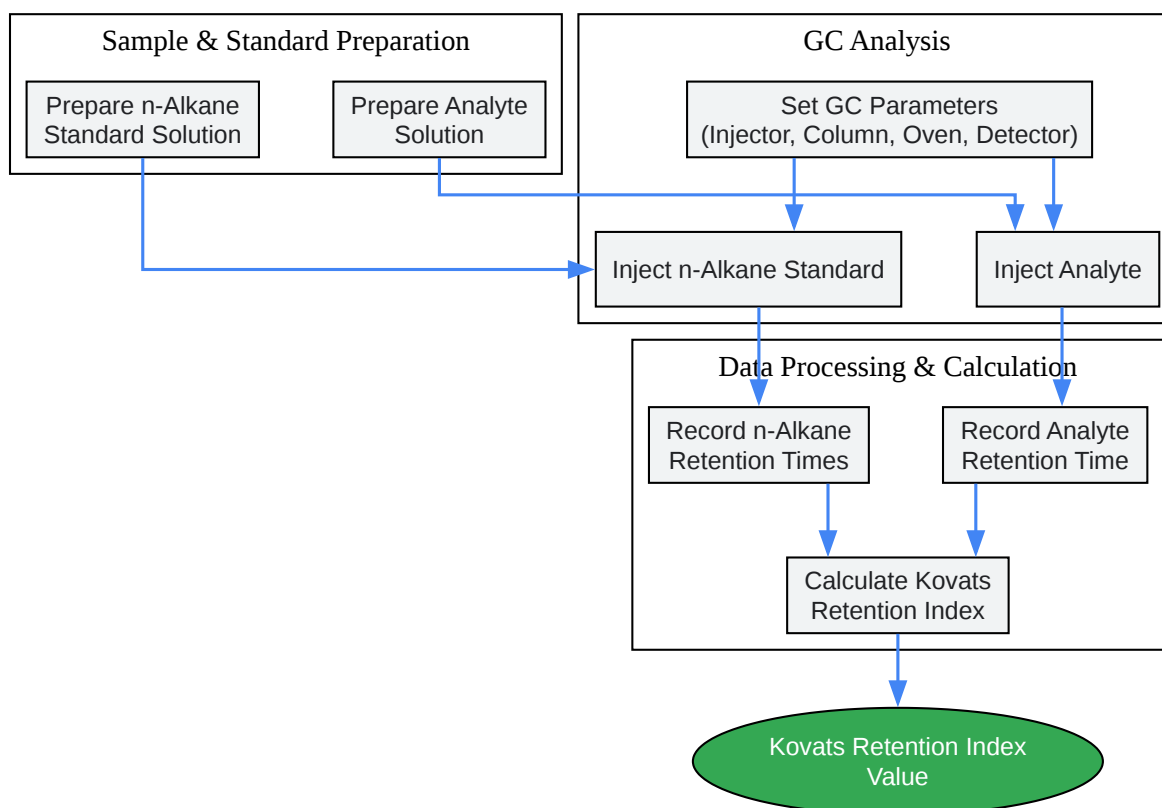 Sample & Standard Preparation
Prepare n-Alkane
Standard Solution
Prepare Analyte
Solution
GC Analysis
Set GC Parameters
(Injector, Column, Oven, Detector)
Inject n-Alkane Standard
Inject Analyte
Data Processing & Calculation
Record n-Alkane
Retention Times
Record Analyte
Retention Time
Calculate Kovats
Retention Index
Kovats Retention Index
Value